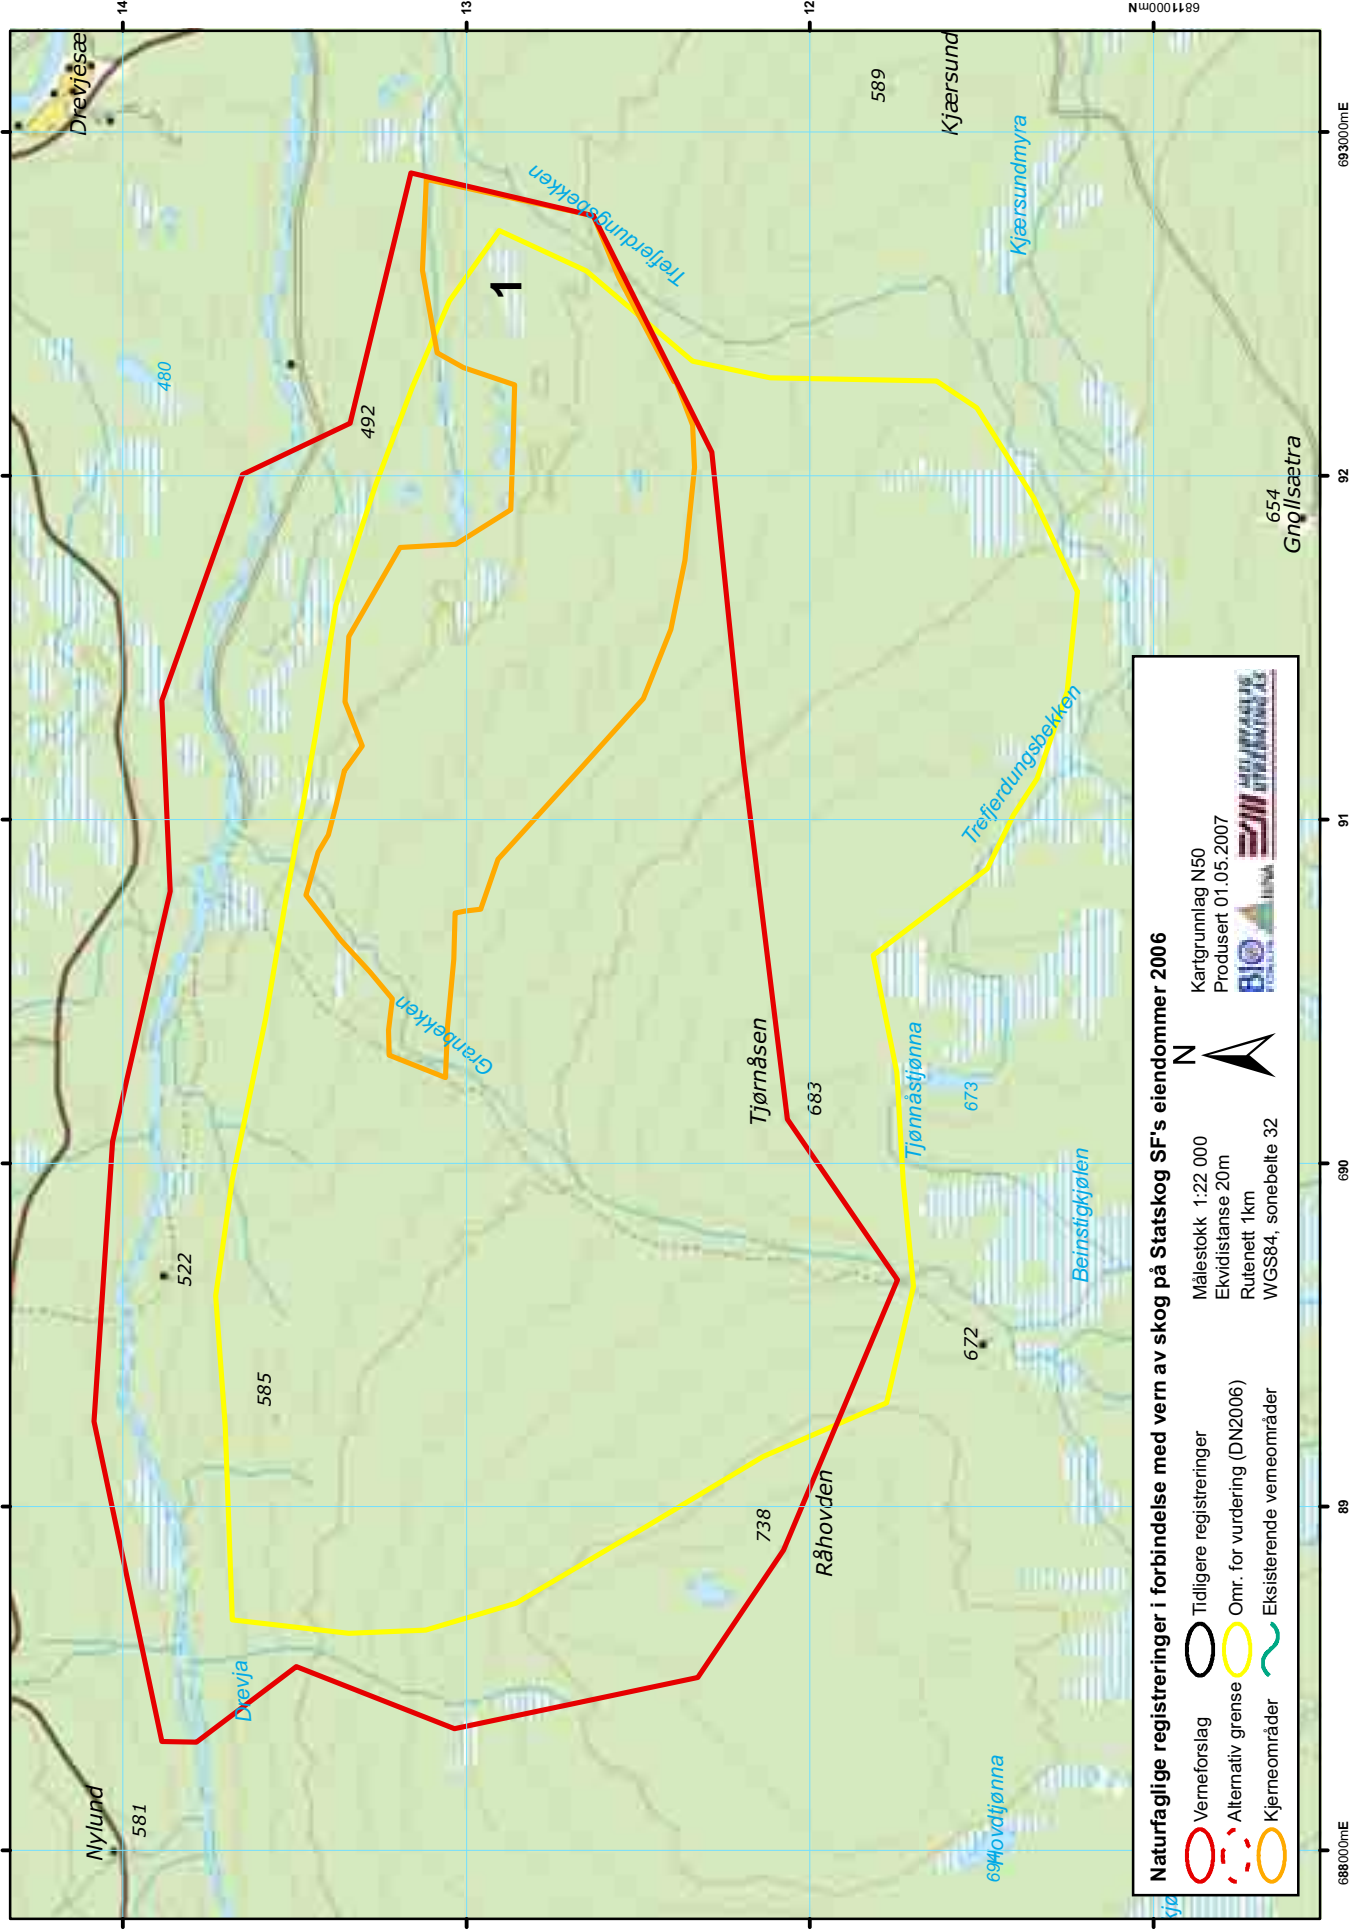 Nylund
581
Drevja
522
585
492
480
Drevjesæ
1
Trefjerdungsbekken
Granbekken
Tjørnåsen
683
738
Råhovden
589
Kjærsund
Kjærsundmyra
Tjønnåstjønna
673
Trefjerdungsbekken
672
Beinstigkjølen
654
Gnollsætra
694
Hovdtjønna
kjø
14
13
12
6811000mN
688000mE
89
690
91
92
693000mE
Naturfaglige registreringer i forbindelse med vern av skog på Statskog SF's eiendommer 2006
Verneforslag
Alternativ grense
Kjerneområder
Tidligere registreringer
Omr. for vurdering (DN2006)
Eksisterende verneområder
Målestokk 1:22 000
Ekvidistanse 20m
Rutenett 1km
WGS84, sonebelte 32
N
Kartgrunnlag N50
Produsert 01.05.2007
BIO